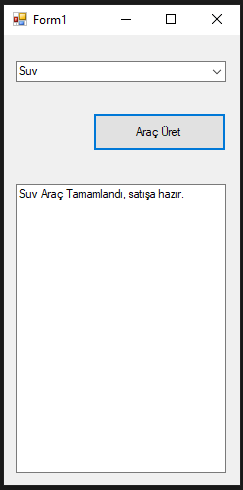 Form1
Suv
Araç Üret
Suv Araç Tamamlandı, satışa hazır.